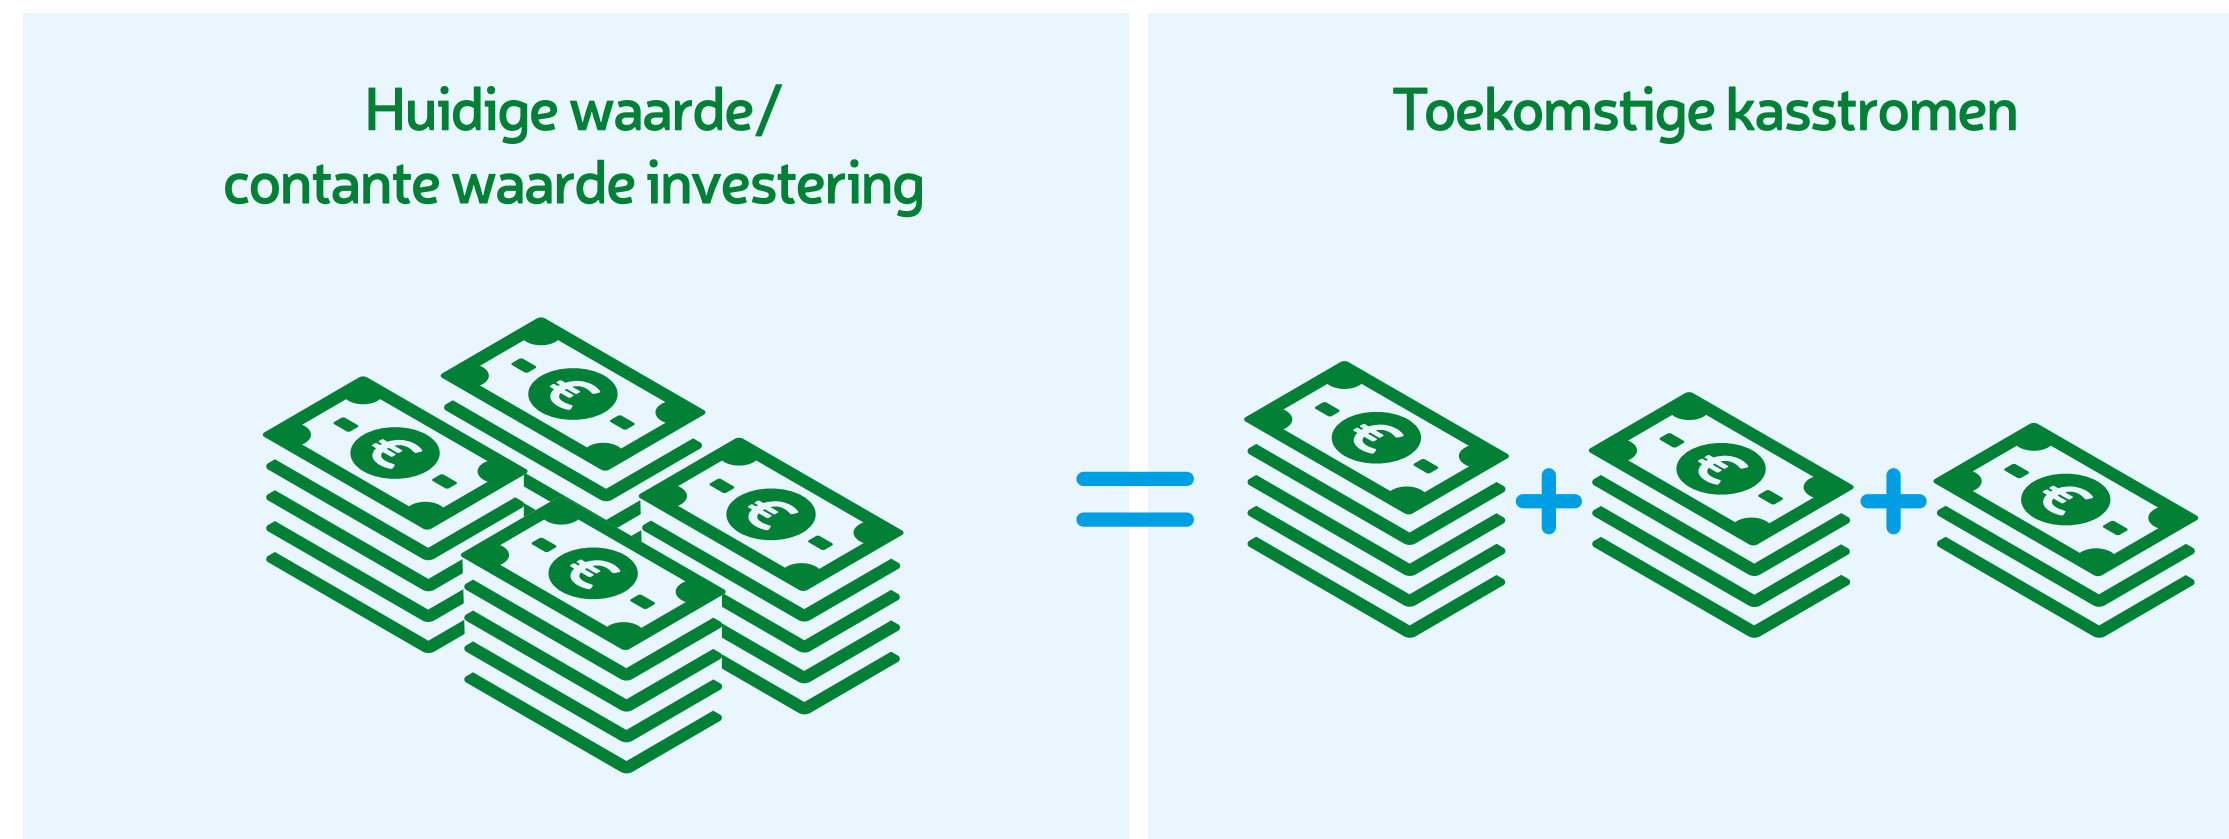 Huidige waarde/
contante waarde investering
Toekomstige kasstromen